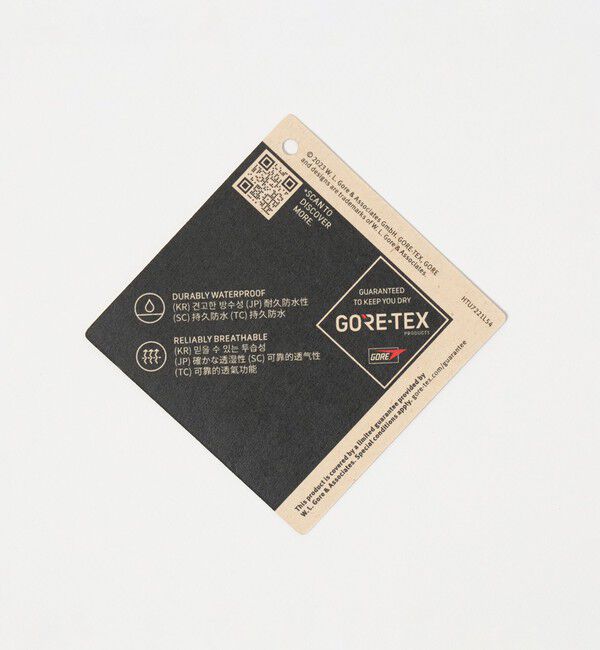 © 2023 W. L. Gore & Associates GmbH. GORE-TEX, GORE
and designs are trademarks of W. L. Gore & Associates.
*SCAN TO
DISCOVER
MORE.
HTU7221LS4
GUARANTEED
TO KEEP YOU DRY
GORE-TEX
PRODUCTS
GORE
DURABLY WATERPROOF
(KR) 견고한 방수성 (JP) 耐久防水性
(SC) 持久防水 (TC) 持久防水
RELIABLY BREATHABLE
(KR) 믿을 수 있는 투습성
(JP) 確かな透湿性 (SC) 可靠的透气性
(TC) 可靠的透氣功能
This product is covered by a limited guarantee provided by
W. L. Gore & Associates. Special conditions apply. gore-tex.com/guarantee